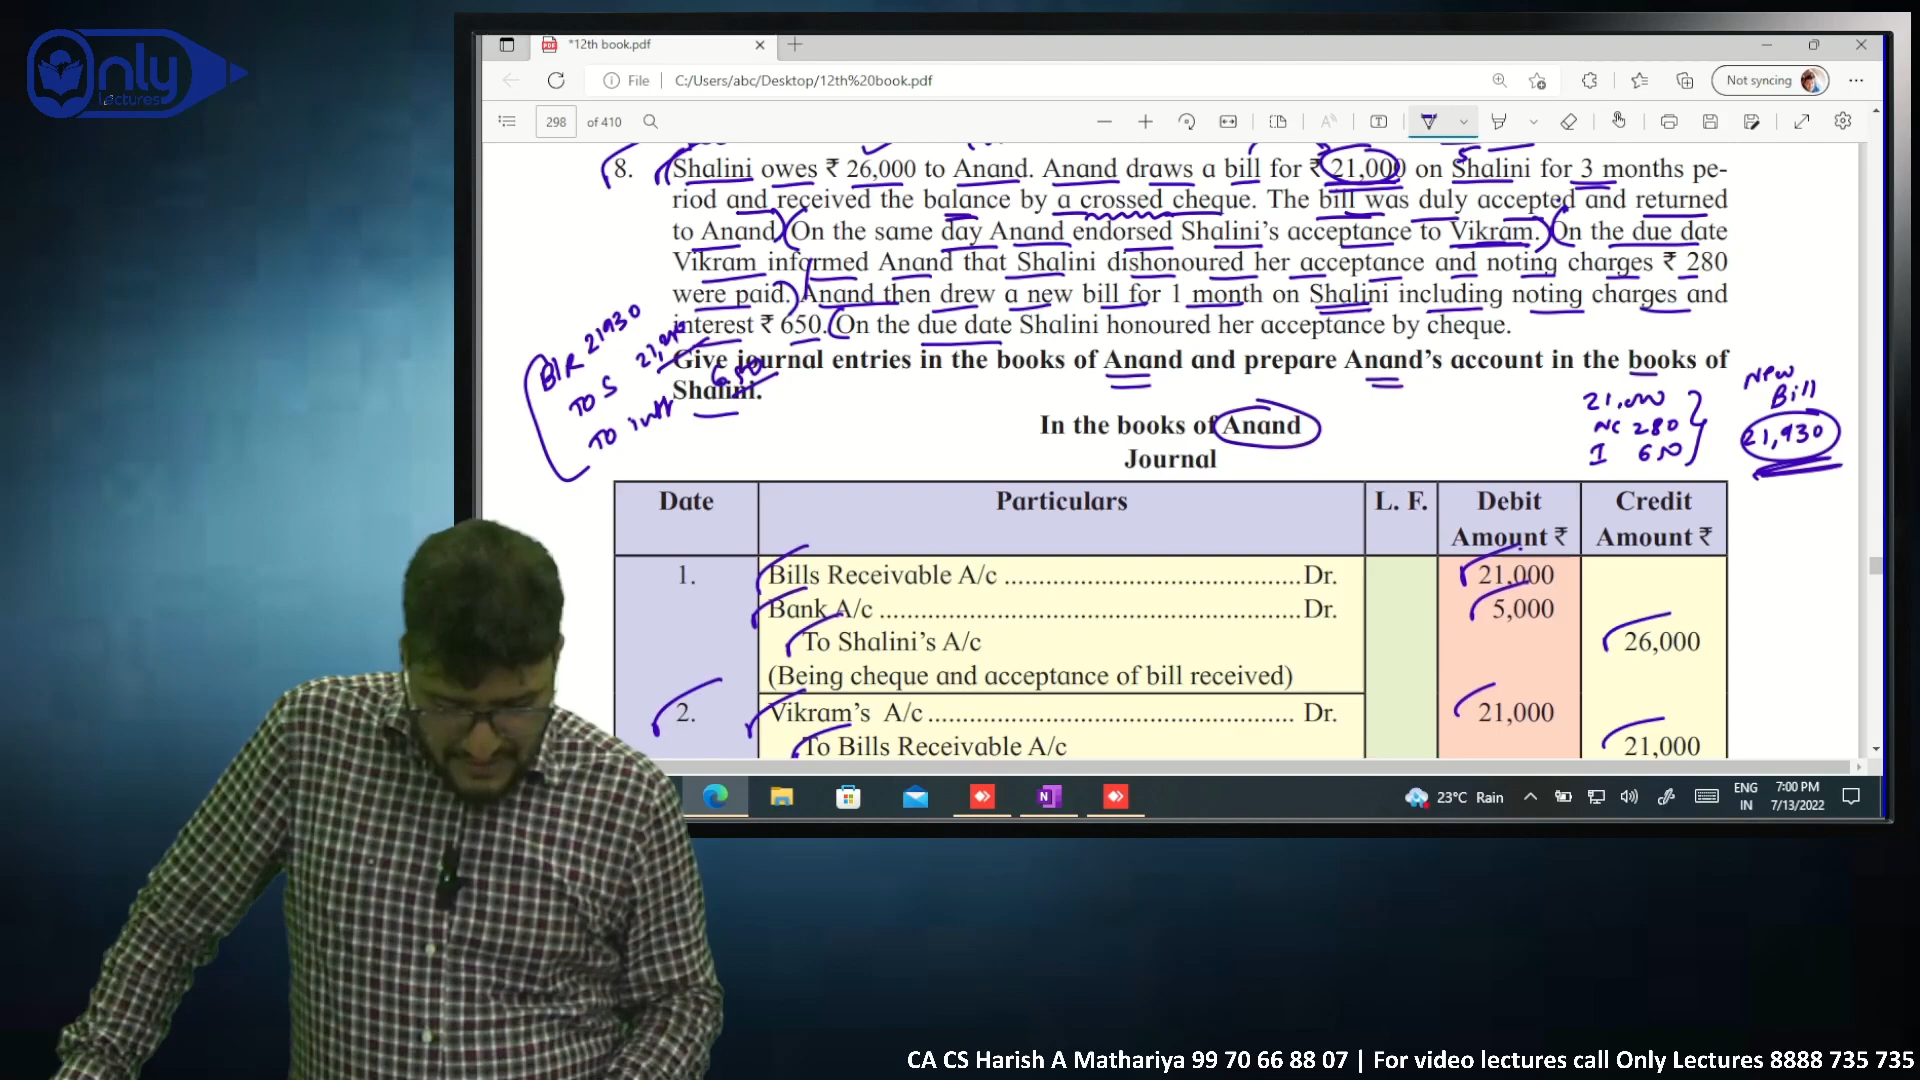 Only
Lectures
*12th book.pdf
File | C:/Users/abc/Desktop/12th%20book.pdf
Not syncing
298 of 410
8. Shalini owes ₹ 26,000 to Anand. Anand draws a bill for ₹ 21,000 on Shalini for 3 months pe-
riod and received the balance by a crossed cheque. The bill was duly accepted and returned
to Anand. On the same day Anand endorsed Shalini's acceptance to Vikram. On the due date
Vikram informed Anand that Shalini dishonoured her acceptance and noting charges ₹ 280
were paid. Anand then drew a new bill for 1 month on Shalini including noting charges and
interest ₹ 650. On the due date Shalini honoured her acceptance by cheque.
Give journal entries in the books of Anand and prepare Anand's account in the books of
Shalini.
B/R 21930
TO S
TO Intt 650
21,000
NC 280
I 650
New
Bill
21,930
In the books of Anand
Journal
Date Particulars L. F. Debit Credit
Amount ₹ Amount ₹
1. Bills Receivable A/c ........................................ Dr. 21,000
Bank A/c ........................................................ Dr. 5,000
To Shalini's A/c 26,000
(Being cheque and acceptance of bill received)
2. Vikram's A/c ................................................. Dr. 21,000
To Bills Receivable A/c 21,000
23°C Rain
ENG
IN
7:00 PM
7/13/2022
CA CS Harish A Mathariya 99 70 66 88 07 | For video lectures call Only Lectures 8888 735 735